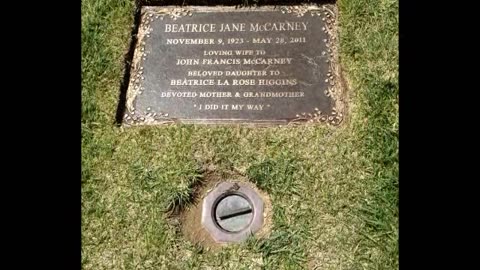 BEATRICE JANE McCARNEY
NOVEMBER 9, 1923 - MAY 28, 2011
LOVING WIFE TO
JOHN FRANCIS McCARNEY
BELOVED DAUGHTER TO
BEATRICE LA ROSE HIGGINS
DEVOTED MOTHER & GRANDMOTHER
"I DID IT MY WAY"